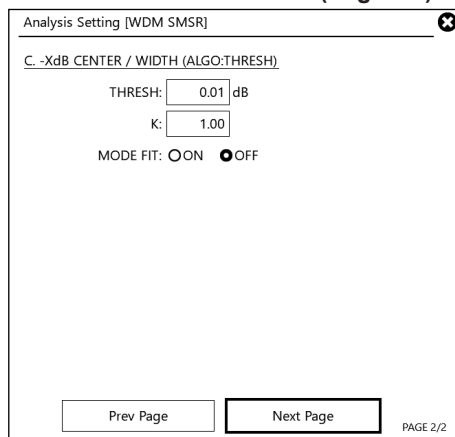 Analysis Setting [WDM SMSR]
C. -XdB CENTER / WIDTH (ALGO:THRESH)
THRESH: 0.01 dB
K: 1.00
MODE FIT: ON OFF
Prev Page Next Page PAGE 2/2